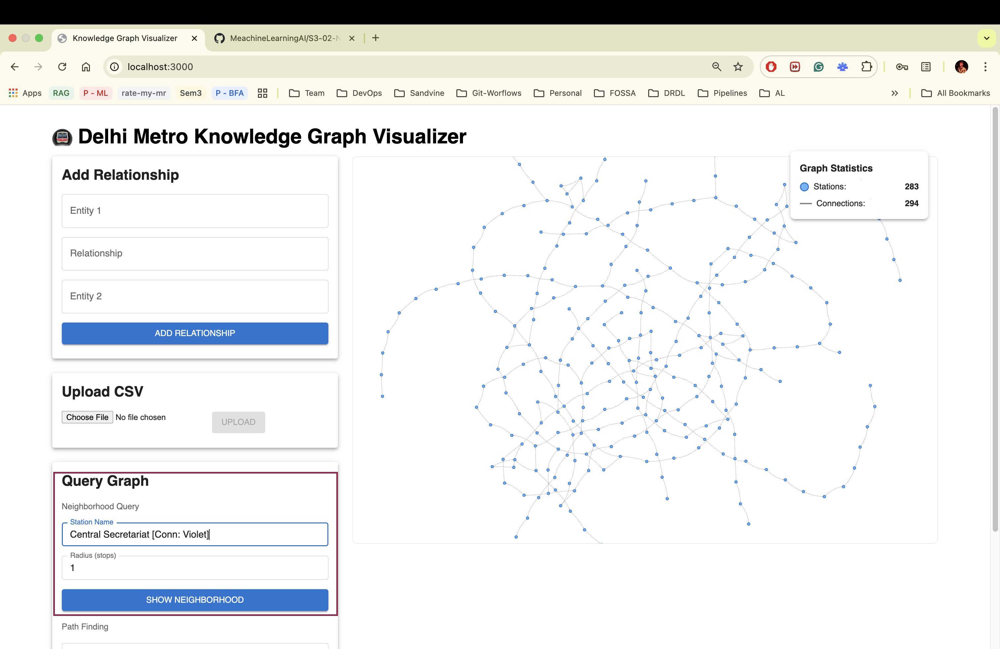 Knowledge Graph Visualizer
MeachineLearningAI/S3-02-N
localhost:3000
Apps
RAG
P - ML
rate-my-mr
Sem3
P - BFA
Team
DevOps
Sandvine
Git-Worflows
Personal
FOSSA
DRDL
Pipelines
AL
All Bookmarks
Delhi Metro Knowledge Graph Visualizer
Add Relationship
Entity 1
Relationship
Entity 2
ADD RELATIONSHIP
Upload CSV
Choose File No file chosen
UPLOAD
Query Graph
Neighborhood Query
Station Name
Central Secretariat [Conn: Violet]
Radius (stops)
1
SHOW NEIGHBORHOOD
Path Finding
Graph Statistics
Stations: 283
Connections: 294